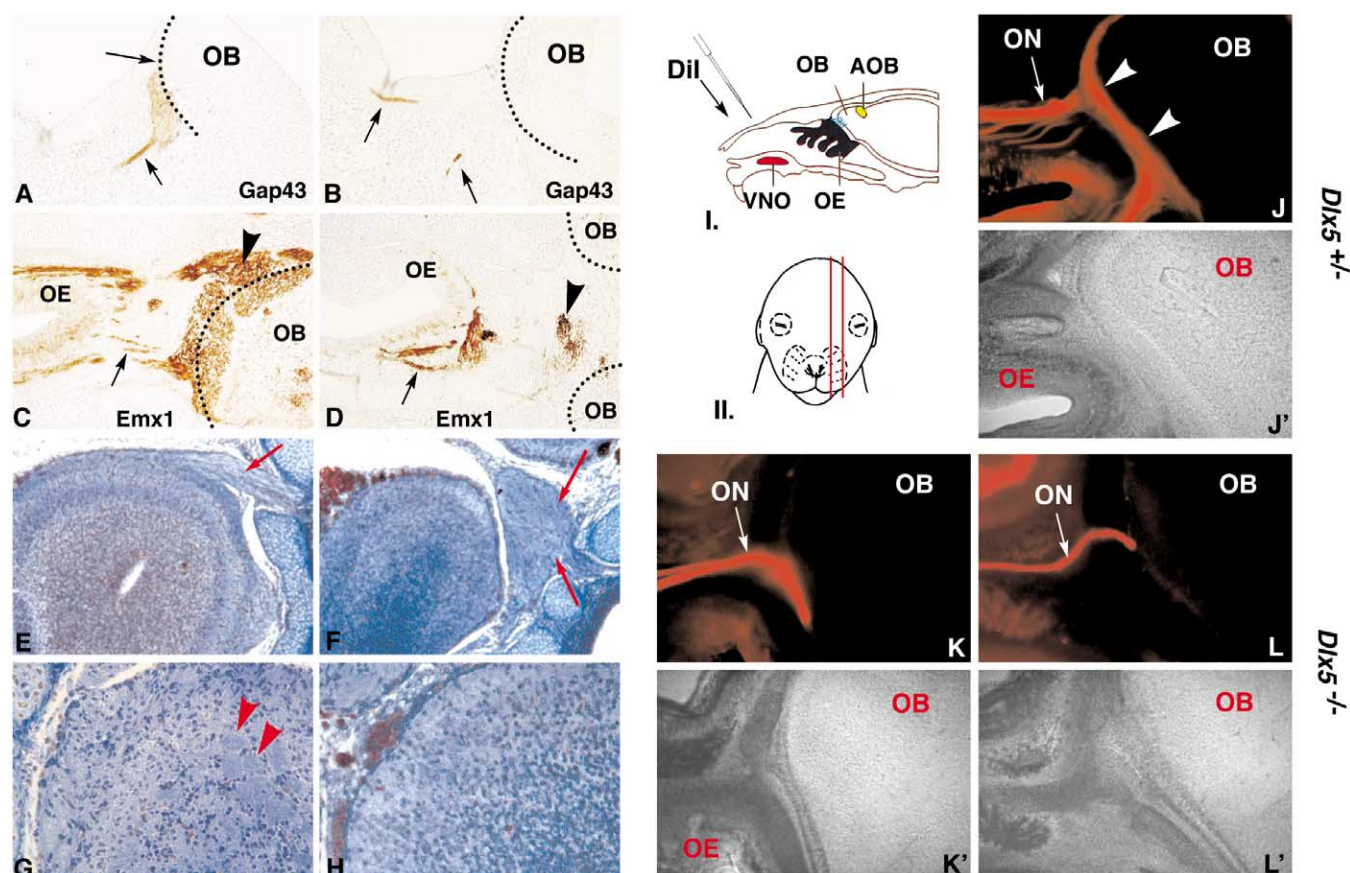 OB
A
Gap43
OB
B
Gap43
OE
OB
C
Emx1
OB
OE
D
Emx1
OB
E
F
G
H
DiI
OB
AOB
VNO
OE
I.
II.
ON
OB
J
OB
OE
J'
Dlx5 +/-
ON
OB
K
ON
OB
L
OB
OE
K'
OB
L'
Dlx5 -/-